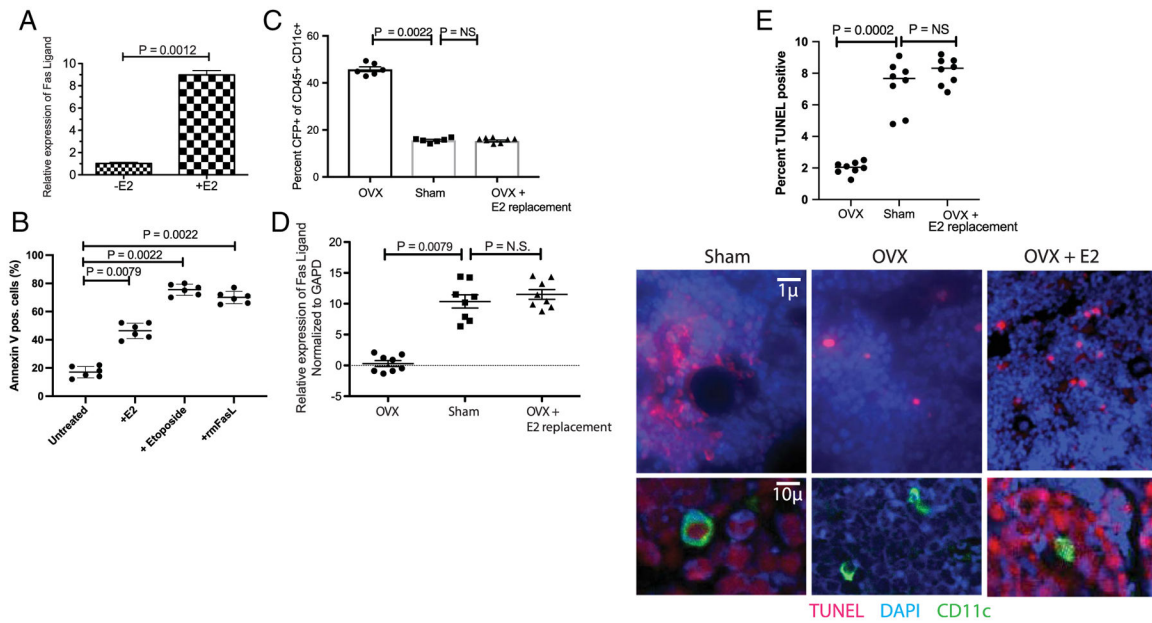 A
P = 0.0012
Relative expression of Fas Ligand
10
9
8
7
6
5
4
3
2
1
0
-E2
+E2
B
P = 0.0022
P = 0.0022
P = 0.0079
Annexin V pos. cells (%)
100
80
60
40
20
0
Untreated
+E2
+ Etoposide
+rmFasL
C
P = 0.0022
P = NS
Percent CFP+ of CD45+ CD11c+
60
40
20
0
OVX
Sham
OVX +
E2 replacement
D
P = 0.0079
P = N.S.
Relative expression of Fas Ligand
Normalized to GAPD
20
15
10
5
0
-5
OVX
Sham
OVX +
E2 replacement
E
P = 0.0002
P = NS
Percent TUNEL positive
10
8
6
4
2
0
OVX
Sham
OVX +
E2 replacement
Sham
OVX
OVX + E2
1μ
10μ
TUNEL DAPI CD11c